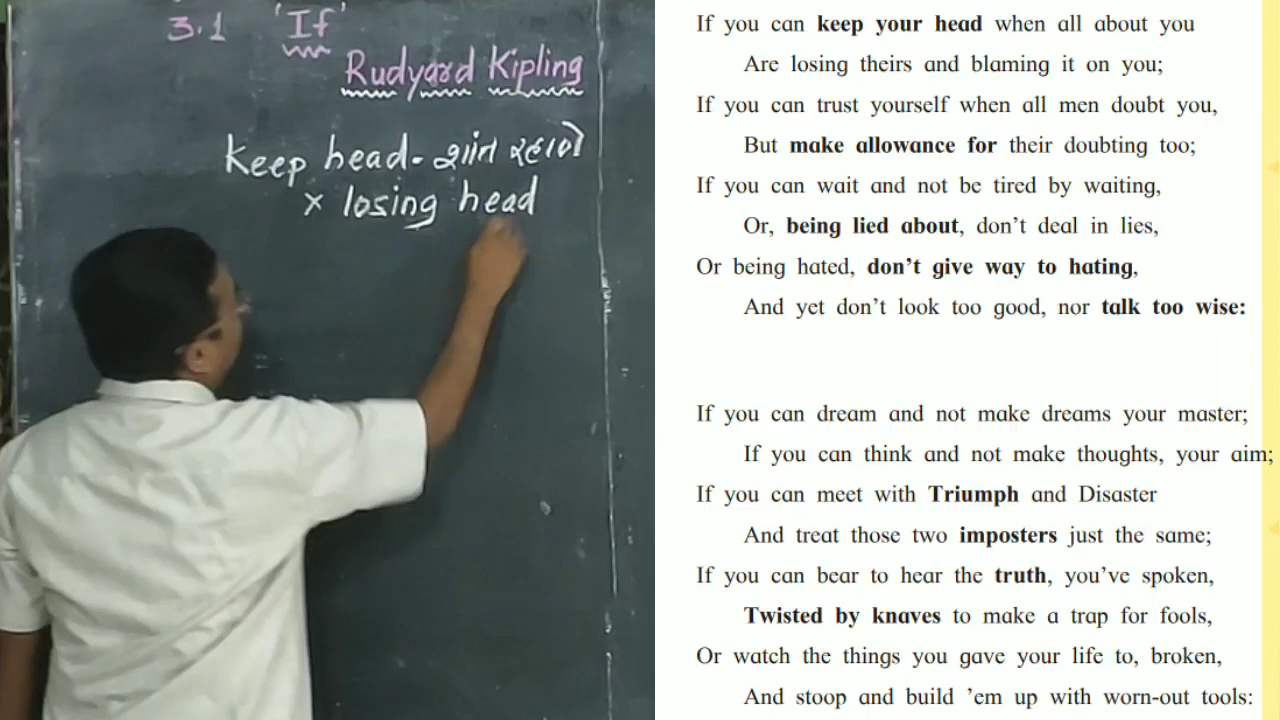 3.1 'If'
Rudyard Kipling
Keep head- शांत रहाणे
x losing head
If you can keep your head when all about you
Are losing theirs and blaming it on you;
If you can trust yourself when all men doubt you,
But make allowance for their doubting too;
If you can wait and not be tired by waiting,
Or, being lied about, don’t deal in lies,
Or being hated, don’t give way to hating,
And yet don’t look too good, nor talk too wise:
If you can dream and not make dreams your master;
If you can think and not make thoughts, your aim;
If you can meet with Triumph and Disaster
And treat those two imposters just the same;
If you can bear to hear the truth, you’ve spoken,
Twisted by knaves to make a trap for fools,
Or watch the things you gave your life to, broken,
And stoop and build ’em up with worn-out tools: